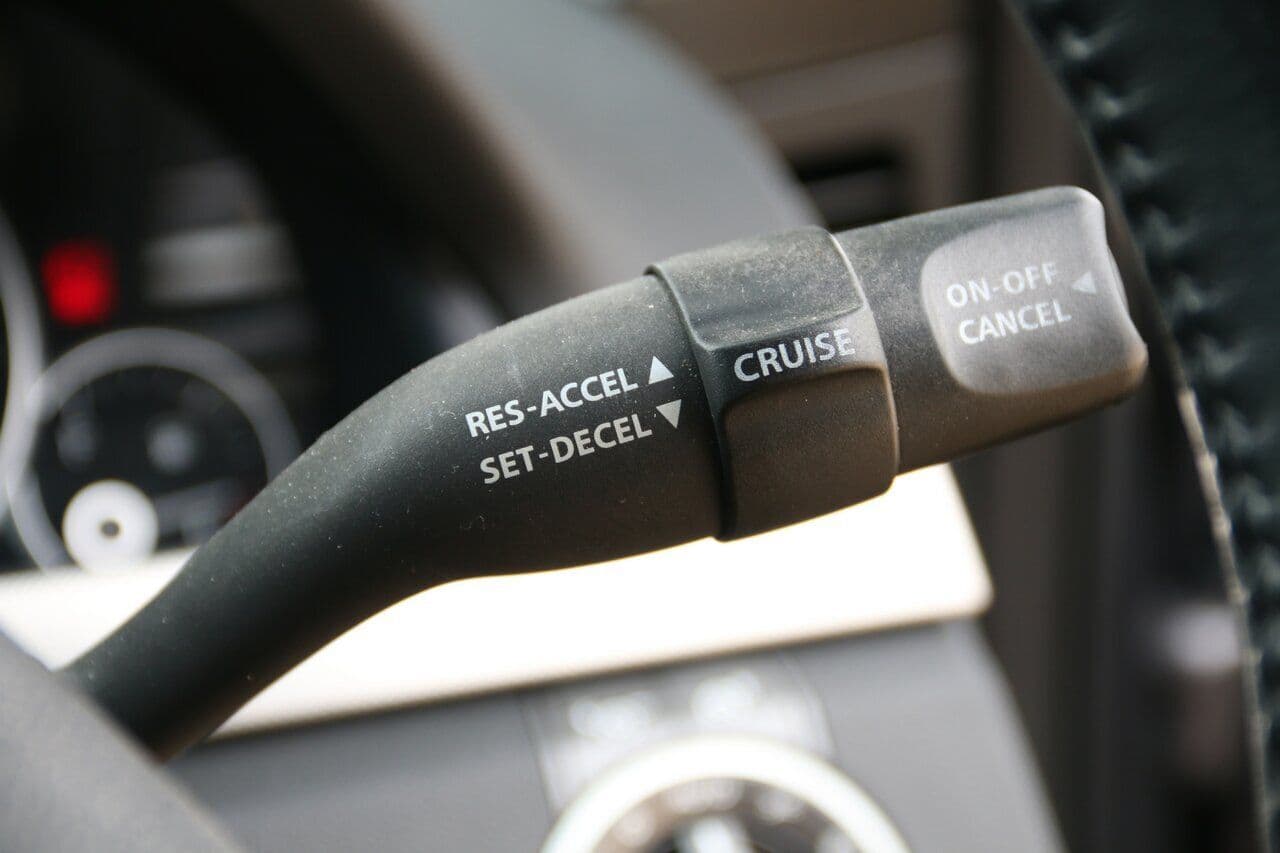 RES-ACCEL ▲
SET-DECEL ▼
CRUISE
ON-OFF
CANCEL ◀